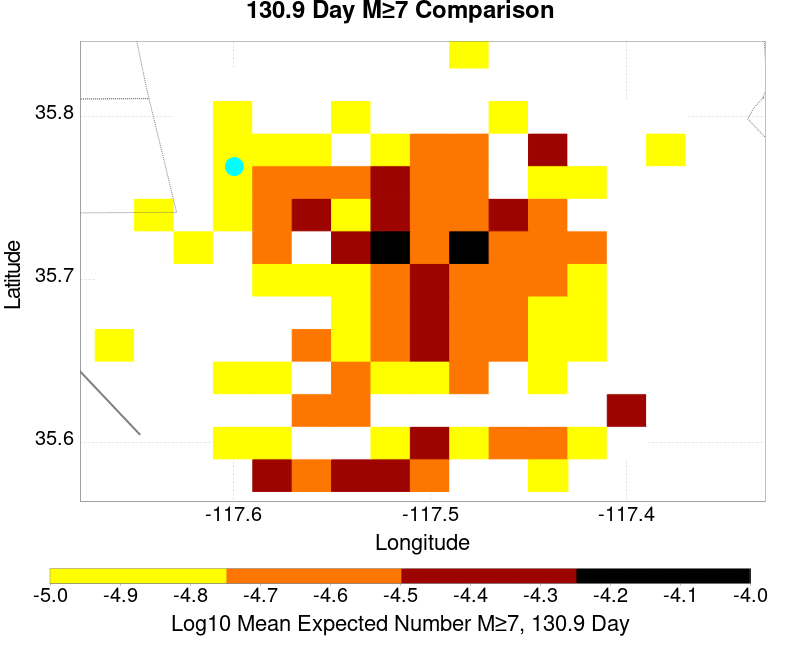 130.9 Day M≥7 Comparison
35.8
35.7
35.6
Latitude
-117.6 -117.5 -117.4
Longitude
-5.0 -4.9 -4.8 -4.7 -4.6 -4.5 -4.4 -4.3 -4.2 -4.1 -4.0
Log10 Mean Expected Number M≥7, 130.9 Day